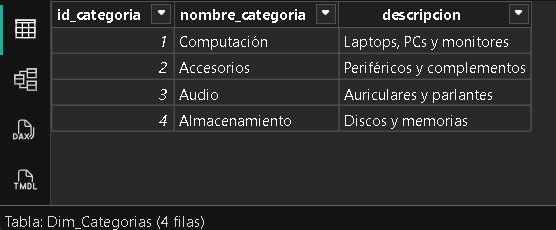 id_categoria nombre_categoria descripcion
1 Computación Laptops, PCs y monitores
2 Accesorios Periféricos y complementos
3 Audio Auriculares y parlantes
4 Almacenamiento Discos y memorias
DAX
TMDL
Tabla: Dim_Categorias (4 filas)